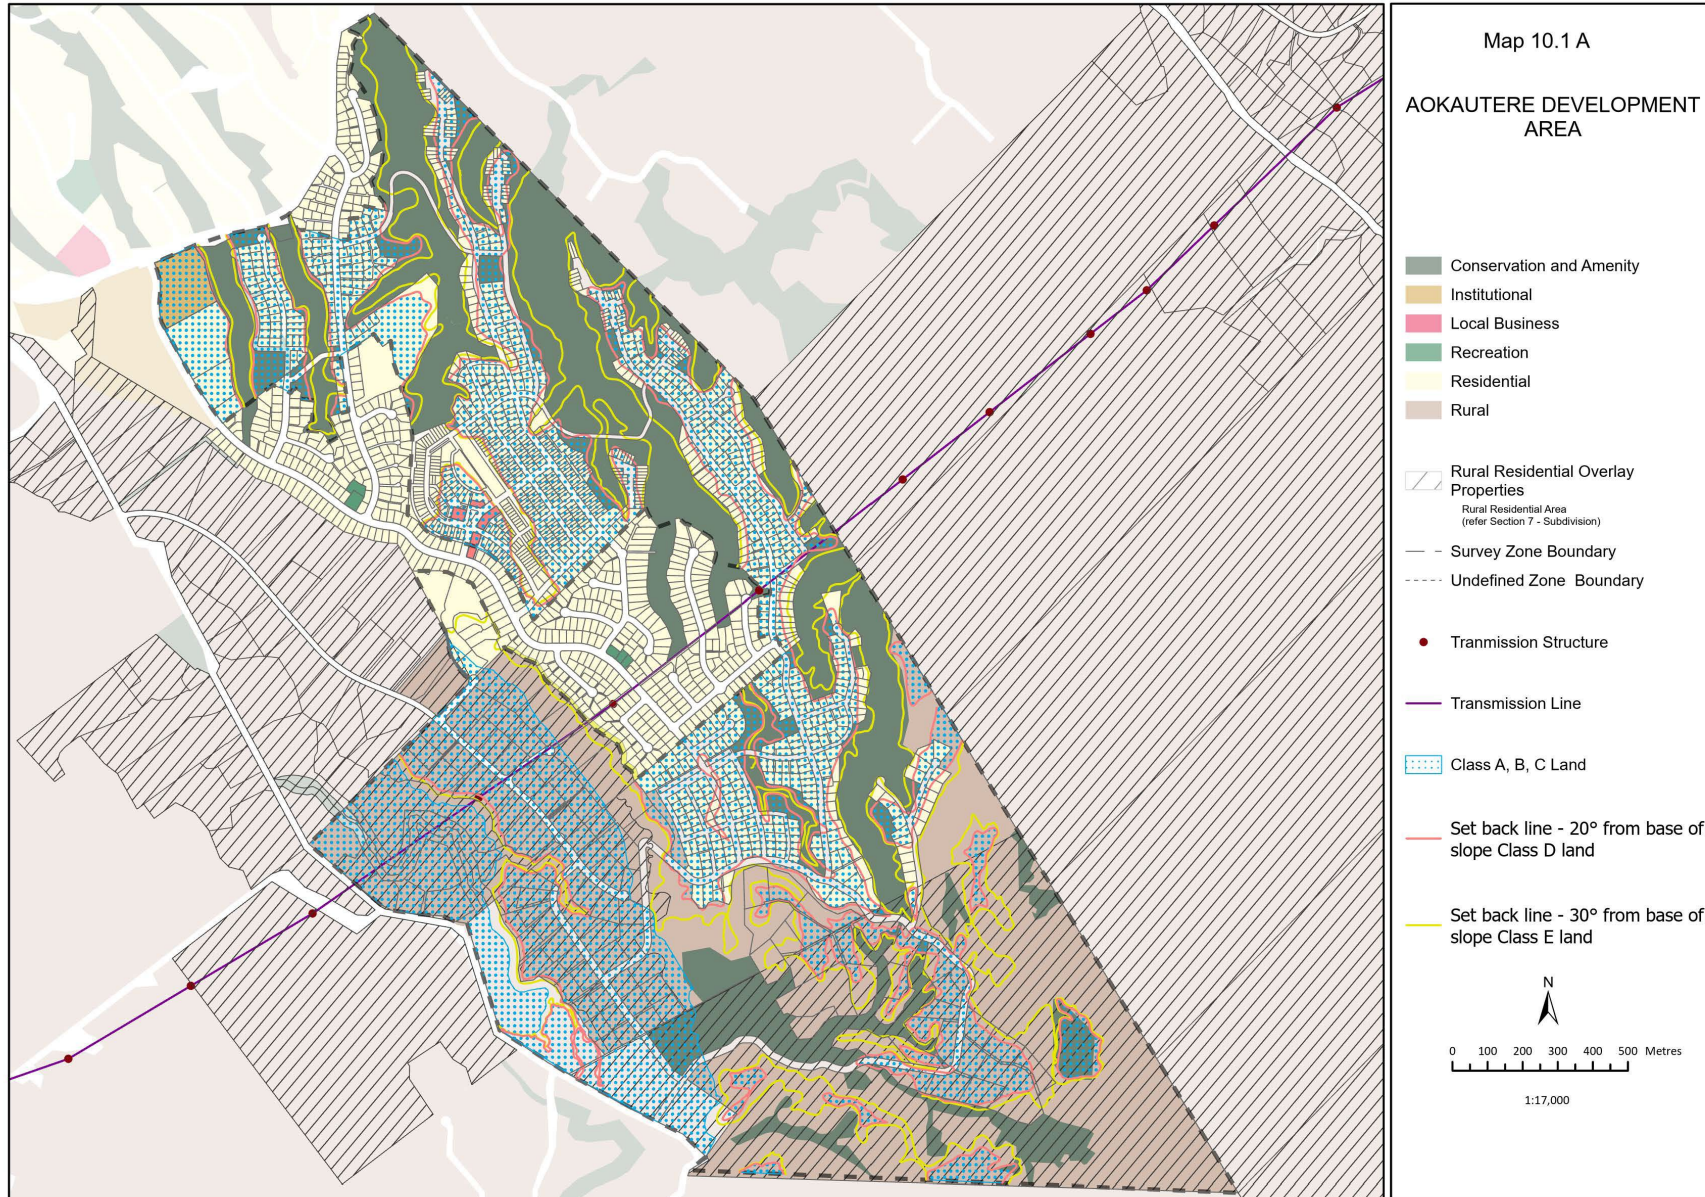 Map 10.1 A
AOKAUTERE DEVELOPMENT
AREA
Conservation and Amenity
Institutional
Local Business
Recreation
Residential
Rural
Rural Residential Overlay
Properties
Rural Residential Area
(refer Section 7 - Subdivision)
Survey Zone Boundary
Undefined Zone Boundary
Tranmission Structure
Transmission Line
Class A, B, C Land
Set back line - 20° from base of
slope Class D land
Set back line - 30° from base of
slope Class E land
N
0 100 200 300 400 500 Metres
1:17,000